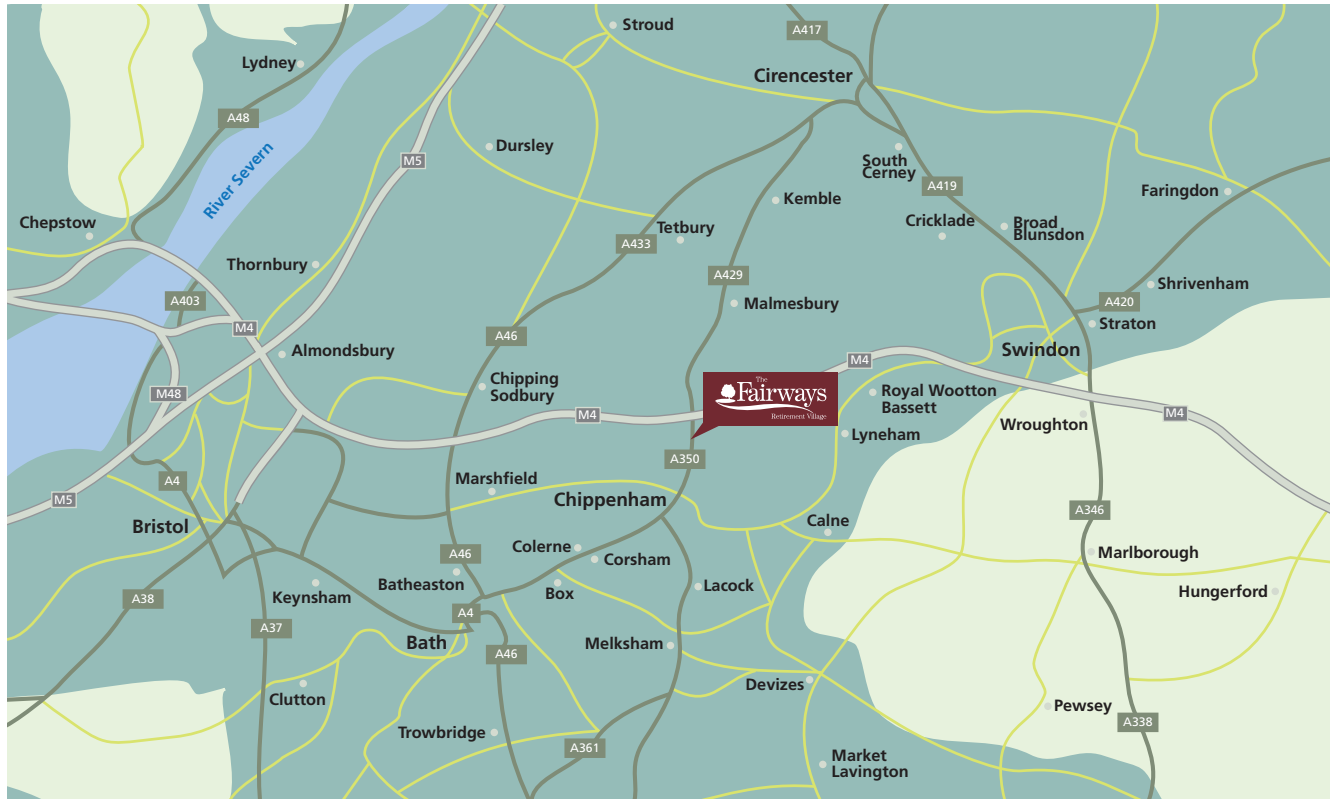 Stroud
A417
Lydney
Cirencester
A48
Dursley
M5
South
Cerney
River Severn
A419
Kemble
Faringdon
Chepstow
Tetbury
A433
Cricklade
Broad
Blunsdon
Thornbury
A429
Shrivenham
A403
Malmesbury
A420
M4
A46
Straton
Almondsbury
Swindon
M4
Chipping
Sodbury
The
Fairways
Retirement Village
M48
Royal Wootton
Bassett
M4
M4
Wroughton
Lyneham
A350
A4
Marshfield
M5
Chippenham
Bristol
A346
Calne
Colerne
A46
Corsham
Marlborough
Batheaston
Box
Lacock
Keynsham
Hungerford
A38
A4
A37
Bath
Melksham
A46
Clutton
Devizes
Pewsey
Trowbridge
A338
A361
Market
Lavington